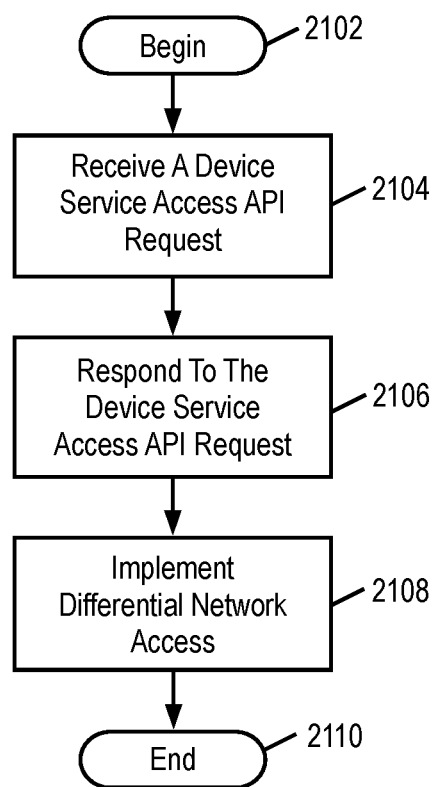 Begin
2102
Receive A Device
Service Access API
Request
2104
Respond To The
Device Service
Access API Request
2106
Implement
Differential Network
Access
2108
End
2110